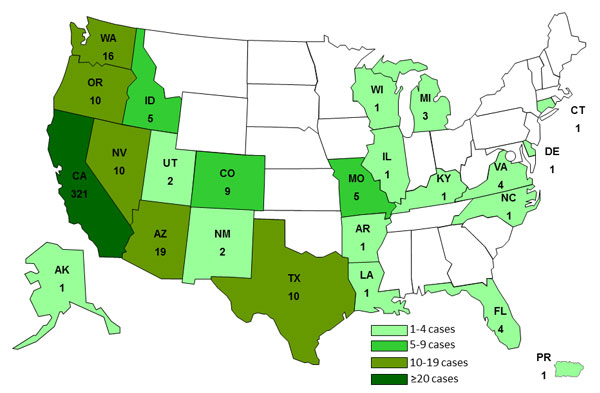 WA
16
OR
10
ID
5
WI
1
MI
3
CT
1
NV
10
UT
2
CO
9
IL
1
DE
1
CA
321
MO
5
KY
1
VA
4
NC
1
AZ
19
NM
2
AR
1
AK
1
TX
10
LA
1
FL
4
1-4 cases
5-9 cases
10-19 cases
≥20 cases
PR
1